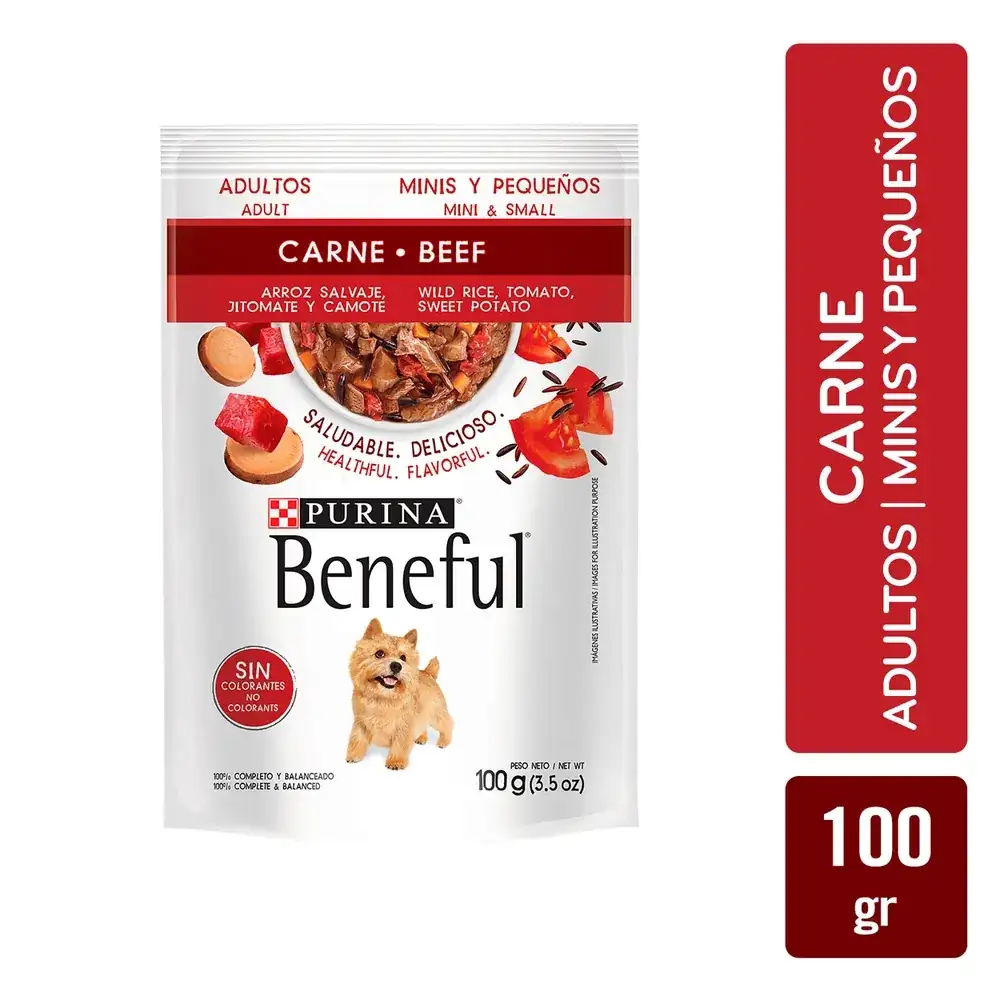 ADULTOS
ADULT
MINIS Y PEQUEÑOS
MINI & SMALL
CARNE • BEEF
ARROZ SALVAJE,
JITOMATE Y CAMOTE
WILD RICE, TOMATO,
SWEET POTATO
SALUDABLE. DELICIOSO.
HEALTHFUL. FLAVORFUL.
PURINA®
Beneful®
IMÁGENES ILUSTRATIVAS / IMAGES FOR ILLUSTRATION PURPOSE
SIN
COLORANTES
NO
COLORANTS
100% COMPLETO Y BALANCEADO
100% COMPLETE & BALANCED
PESO NETO / NET WT
100 g (3.5 oz)
CARNE
ADULTOS | MINIS Y PEQUEÑOS
100
gr